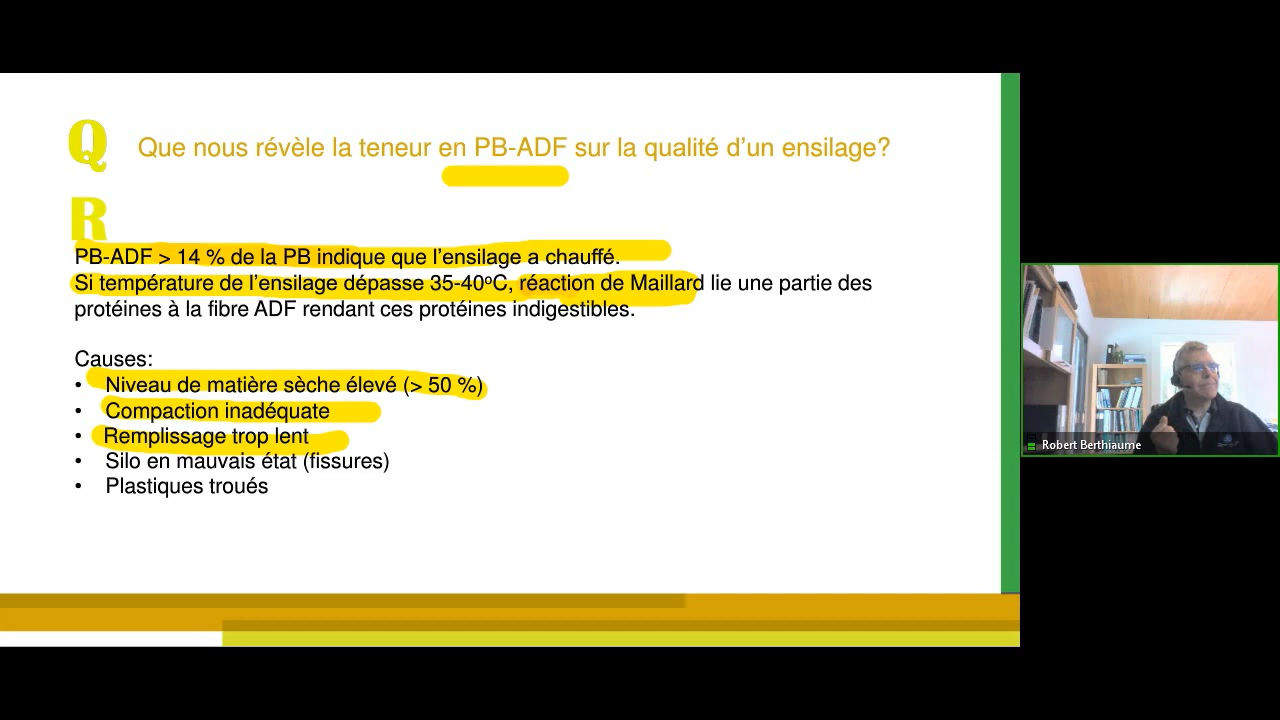 Q
Que nous révèle la teneur en PB-ADF sur la qualité d’un ensilage?
R
PB-ADF > 14 % de la PB indique que l’ensilage a chauffé.
Si température de l’ensilage dépasse 35-40ºC, réaction de Maillard lie une partie des
protéines à la fibre ADF rendant ces protéines indigestibles.
Causes:
• Niveau de matière sèche élevé (> 50 %)
• Compaction inadéquate
• Remplissage trop lent
• Silo en mauvais état (fissures)
• Plastiques troués
Robert Berthiaume